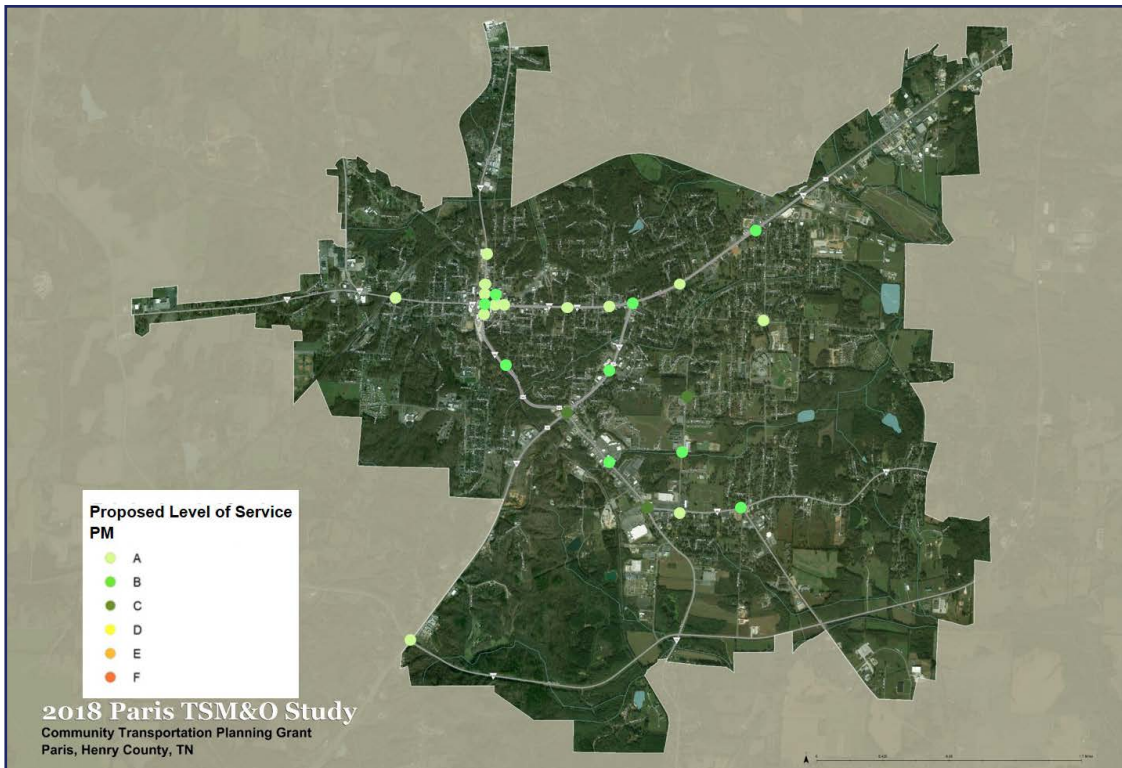 Proposed Level of Service
PM
A
B
C
D
E
F
2018 Paris TSM&O Study
Community Transportation Planning Grant
Paris, Henry County, TN